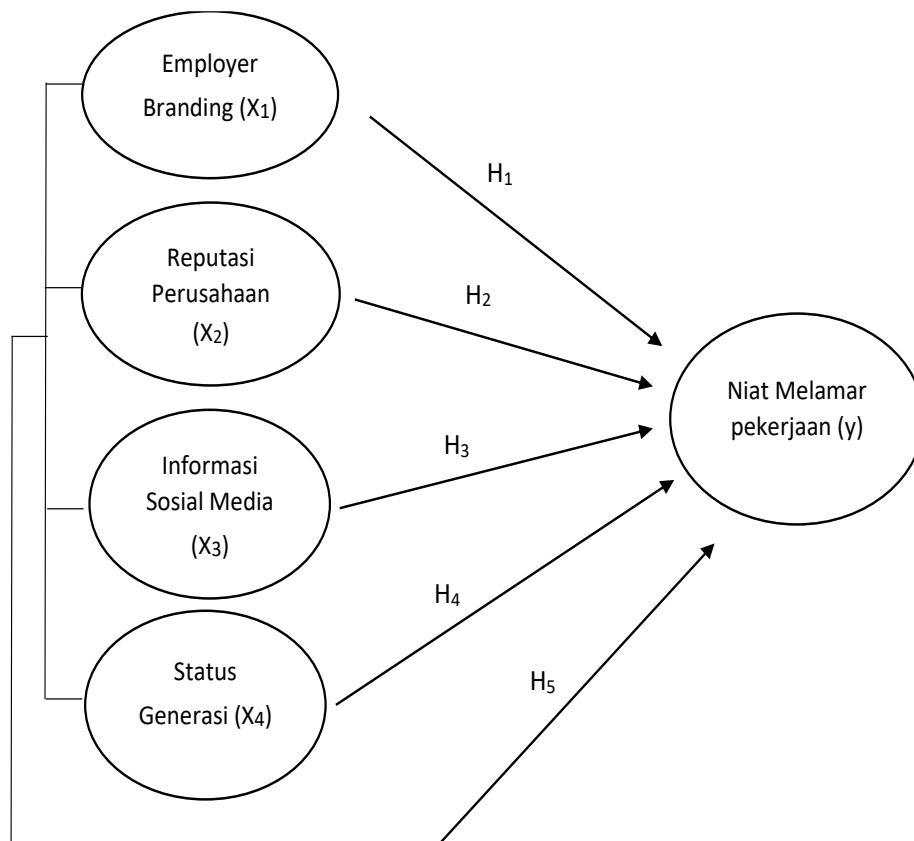 Employer
Branding (X1)
H1
Reputasi
Perusahaan
(X2)
H2
Niat Melamar
pekerjaan (y)
Informasi
Sosial Media
(X3)
H3
Status
Generasi (X4)
H4
H5